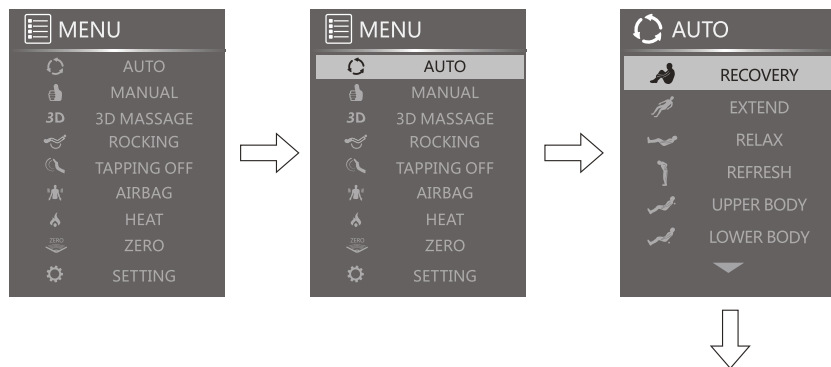 MENU
AUTO
MANUAL
3D 3D MASSAGE
ROCKING
TAPPING OFF
AIRBAG
HEAT
ZERO ZERO
SETTING
MENU
AUTO
MANUAL
3D 3D MASSAGE
ROCKING
TAPPING OFF
AIRBAG
HEAT
ZERO ZERO
SETTING
AUTO
RECOVERY
EXTEND
RELAX
REFRESH
UPPER BODY
LOWER BODY